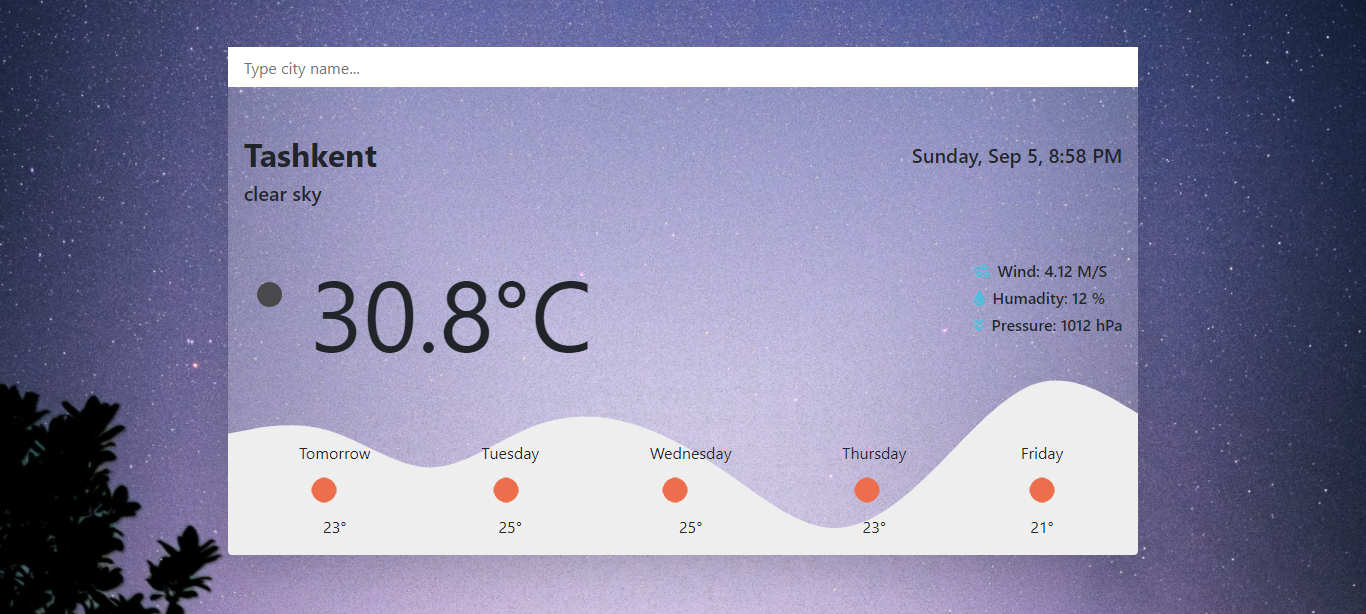 Type city name...
Tashkent
Sunday, Sep 5, 8:58 PM
clear sky
30.8°C
Wind: 4.12 M/S
Humadity: 12 %
Pressure: 1012 hPa
Tomorrow Tuesday Wednesday Thursday Friday
23° 25° 25° 23° 21°